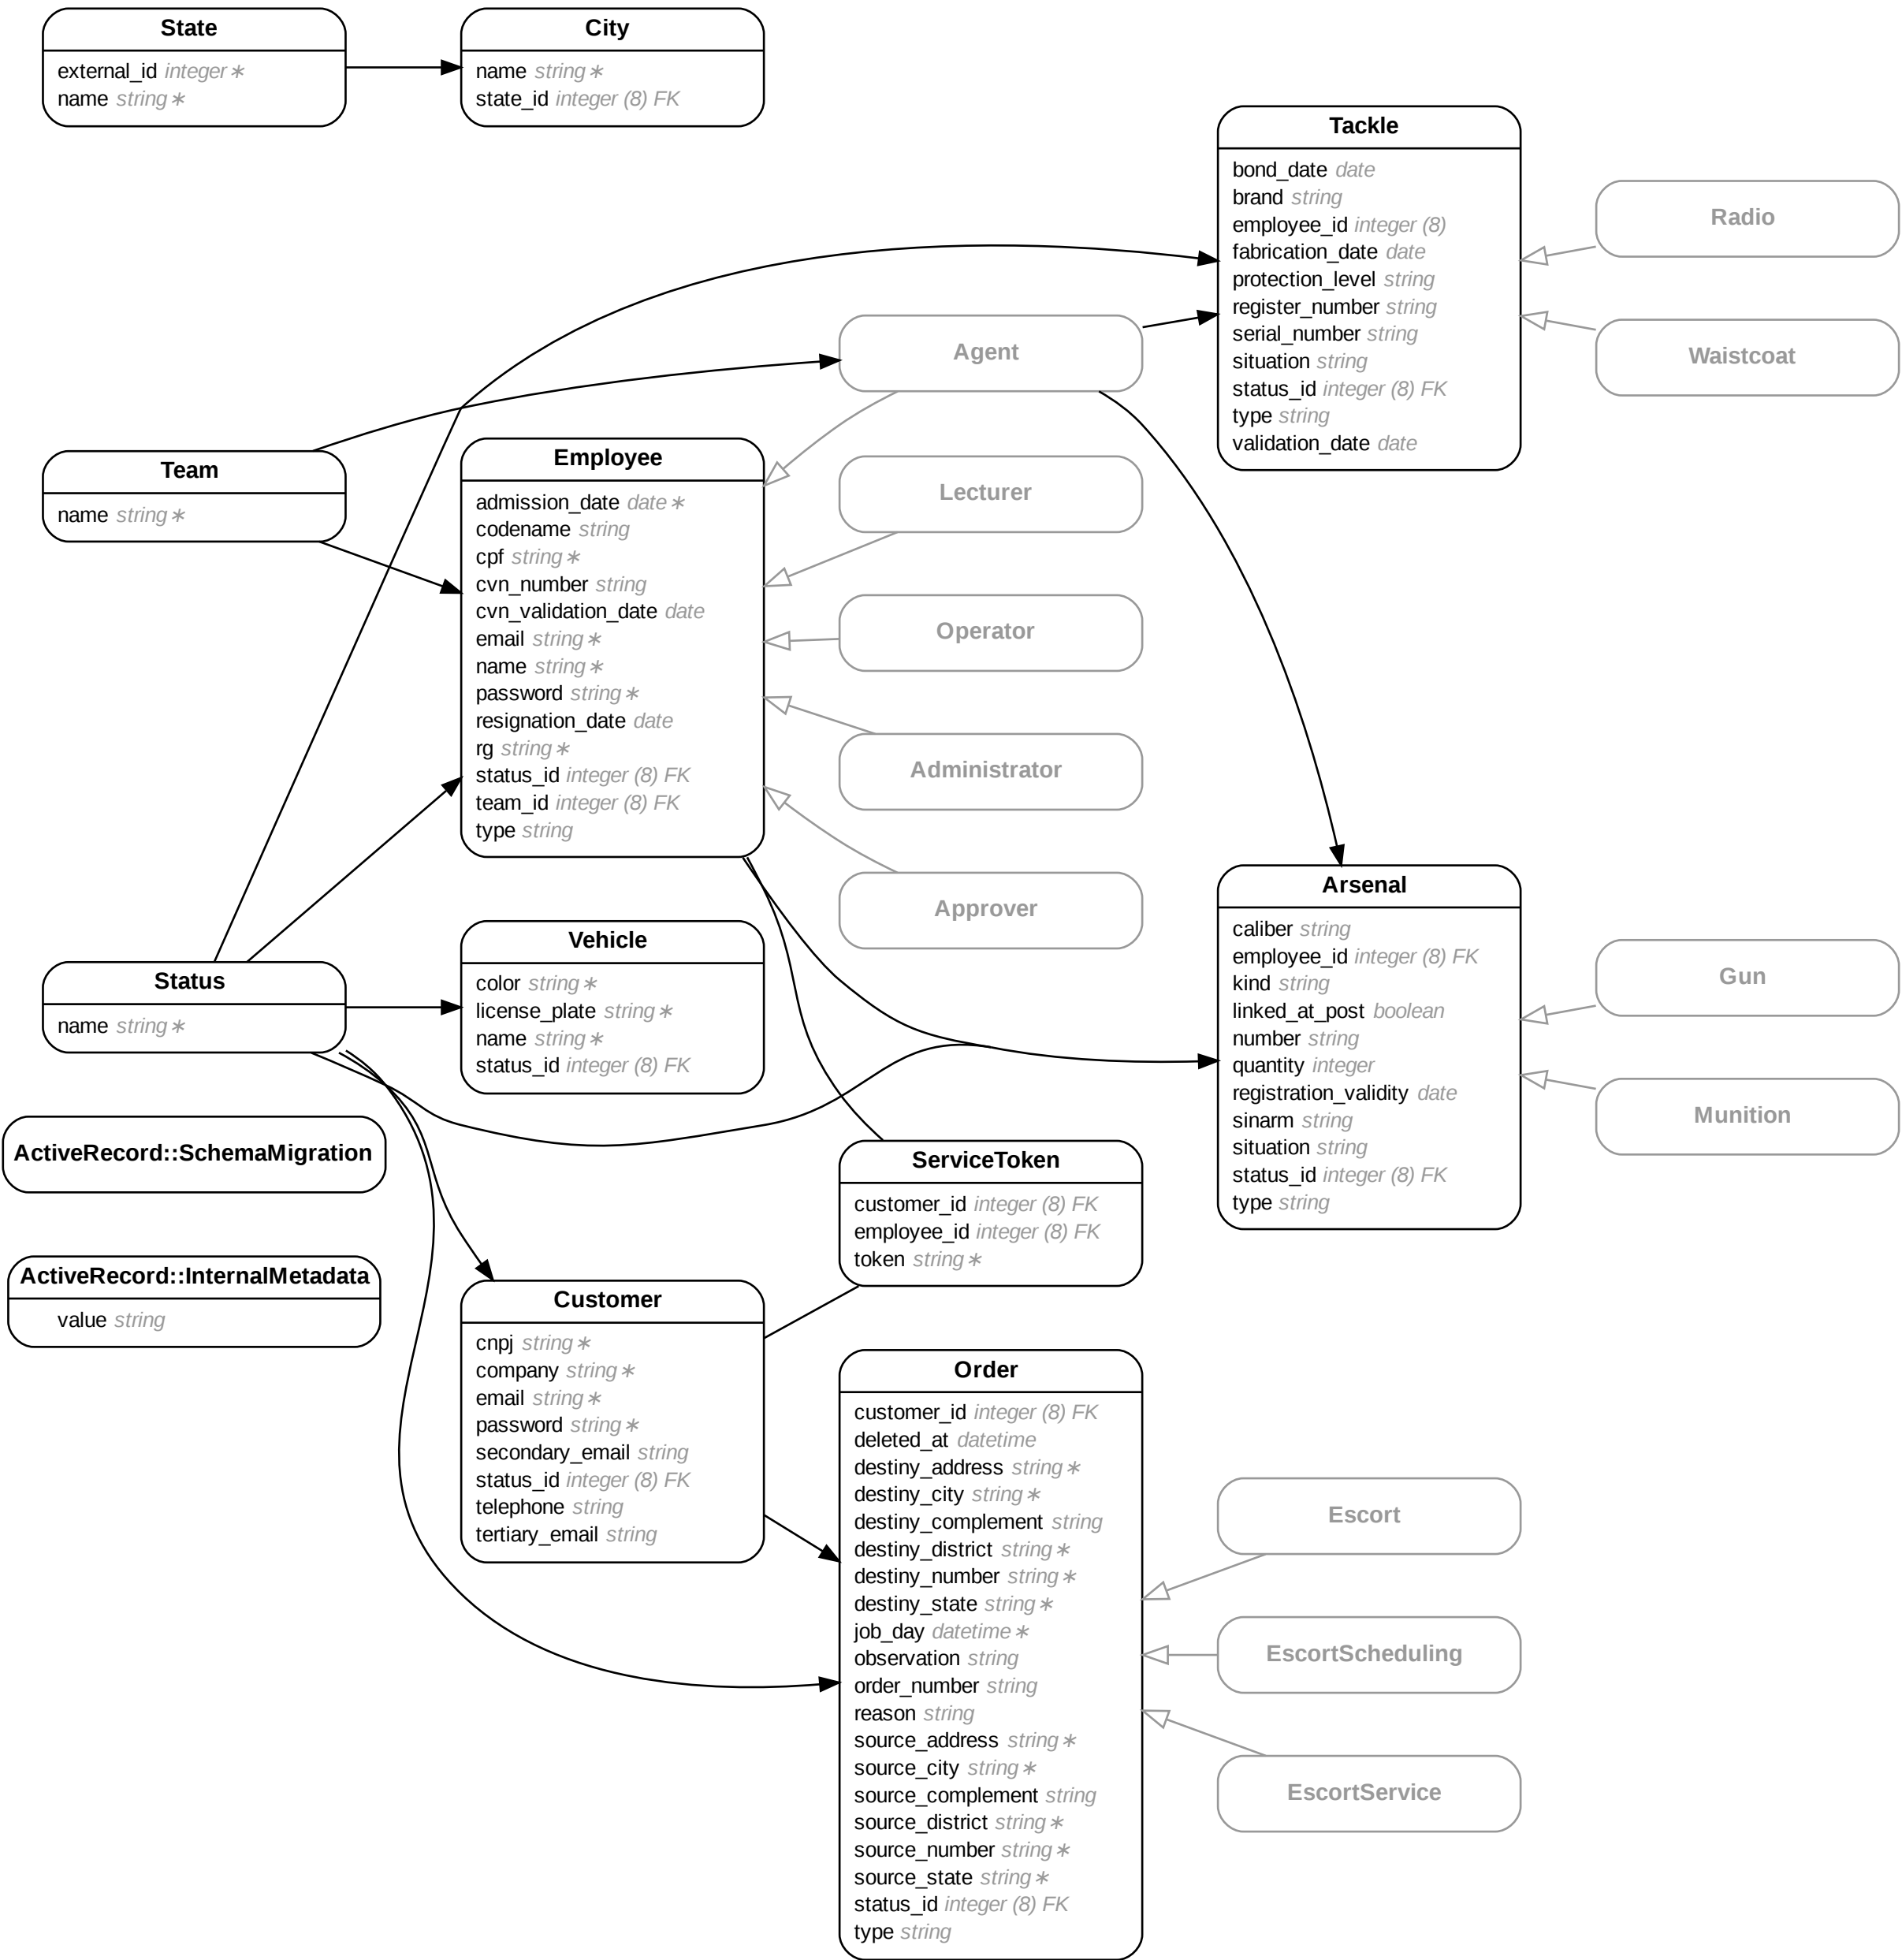 State
external_id integer ∗
name string ∗
City
name string ∗
state_id integer (8) FK
Tackle
bond_date date
brand string
employee_id integer (8)
fabrication_date date
protection_level string
register_number string
serial_number string
situation string
status_id integer (8) FK
type string
validation_date date
Radio
Waistcoat
Agent
Team
name string ∗
Employee
admission_date date ∗
codename string
cpf string ∗
cvn_number string
cvn_validation_date date
email string ∗
name string ∗
password string ∗
resignation_date date
rg string ∗
status_id integer (8) FK
team_id integer (8) FK
type string
Lecturer
Operator
Administrator
Approver
Status
name string ∗
Vehicle
color string ∗
license_plate string ∗
name string ∗
status_id integer (8) FK
Arsenal
caliber string
employee_id integer (8) FK
kind string
linked_at_post boolean
number string
quantity integer
registration_validity date
sinarm string
situation string
status_id integer (8) FK
type string
Gun
Munition
ActiveRecord::SchemaMigration
ActiveRecord::InternalMetadata
value string
ServiceToken
customer_id integer (8) FK
employee_id integer (8) FK
token string ∗
Customer
cnpj string ∗
company string ∗
email string ∗
password string ∗
secondary_email string
status_id integer (8) FK
telephone string
tertiary_email string
Order
customer_id integer (8) FK
deleted_at datetime
destiny_address string ∗
destiny_city string ∗
destiny_complement string
destiny_district string ∗
destiny_number string ∗
destiny_state string ∗
job_day datetime ∗
observation string
order_number string
reason string
source_address string ∗
source_city string ∗
source_complement string
source_district string ∗
source_number string ∗
source_state string ∗
status_id integer (8) FK
type string
Escort
EscortScheduling
EscortService